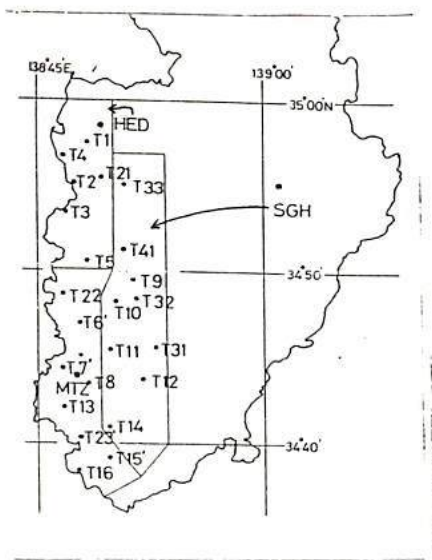 138°45'E
139°00'
35°00'N
HED
T1
T4
T2
T21
T33
T3
SGH
T41
T5
34°50'
T9
T22
T32
T10
T6'
T11
T31
T7'
MTZ
T8
T12
T13
T14
T23
34°40'
T15'
T16